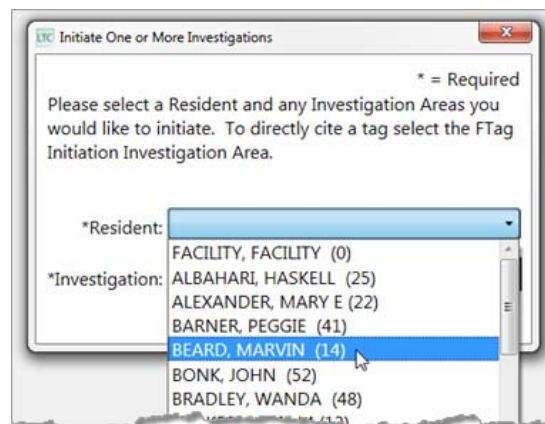 LTC Initiate One or More Investigations
* = Required
Please select a Resident and any Investigation Areas you
would like to initiate. To directly cite a tag select the FTag
Initiation Investigation Area.
*Resident:
FACILITY, FACILITY (0)
*Investigation:
ALBAHARI, HASKELL (25)
ALEXANDER, MARY E (22)
BARNER, PEGGIE (41)
BEARD, MARVIN (14)
BONK, JOHN (52)
BRADLEY, WANDA (48)